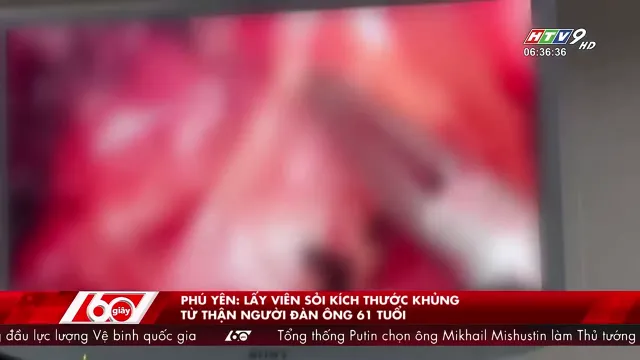 HTV9 HD
06:36:36
PHÚ YÊN: LẤY VIÊN SỎI KÍCH THƯỚC KHỦNG
TỪ THẬN NGƯỜI ĐÀN ÔNG 61 TUỔI
60 giây
đầu lực lượng Vệ binh quốc gia 60 Tổng thống Putin chọn ông Mikhail Mishustin làm Thủ tướng
SONY